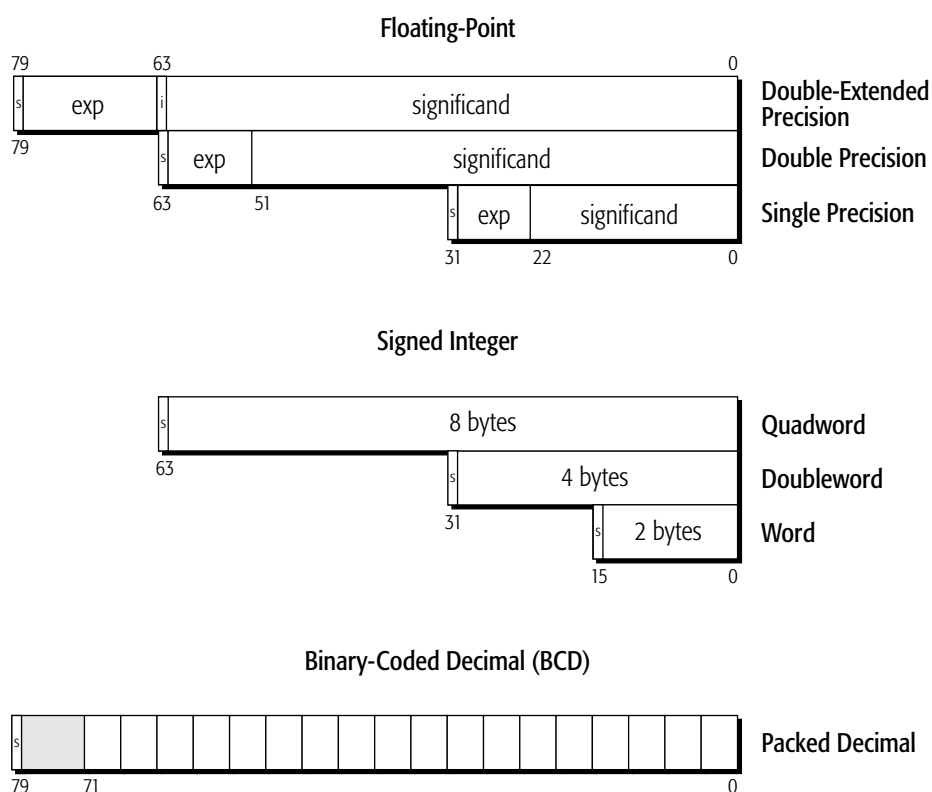 Floating-Point
79 63 0
s exp i significand Double-Extended
Precision
79
s exp significand Double Precision
63 51
s exp significand Single Precision
31 22 0
Signed Integer
s 8 bytes Quadword
63
s 4 bytes Doubleword
31
s 2 bytes Word
15 0
Binary-Coded Decimal (BCD)
s Packed Decimal
79 71 0